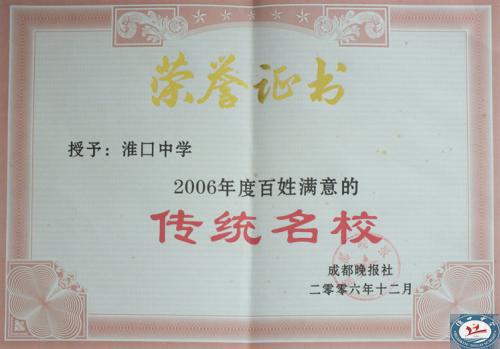 荣誉证书
授予：淮口中学
2006年度百姓满意的
传统名校
成都晚报社
二零零六年十二月